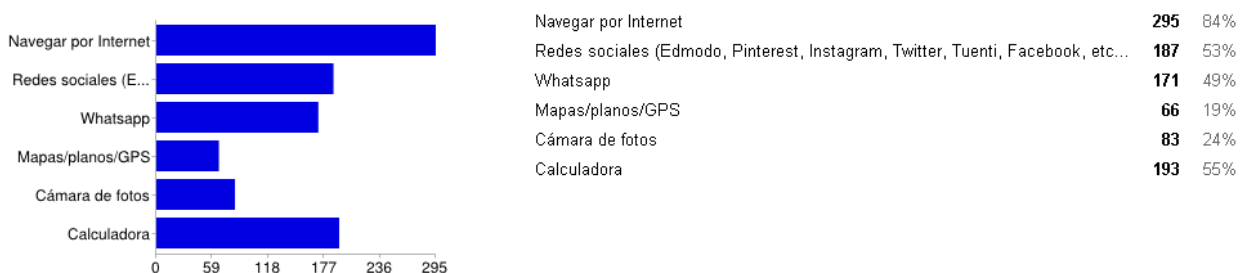 Navegar por Internet
Redes sociales (E...
Whatsapp
Mapas/planos/GPS
Cámara de fotos
Calculadora
0 59 118 177 236 295
Navegar por Internet 295 84%
Redes sociales (Edmodo, Pinterest, Instagram, Twitter, Tuenti, Facebook, etc... 187 53%
Whatsapp 171 49%
Mapas/planos/GPS 66 19%
Cámara de fotos 83 24%
Calculadora 193 55%